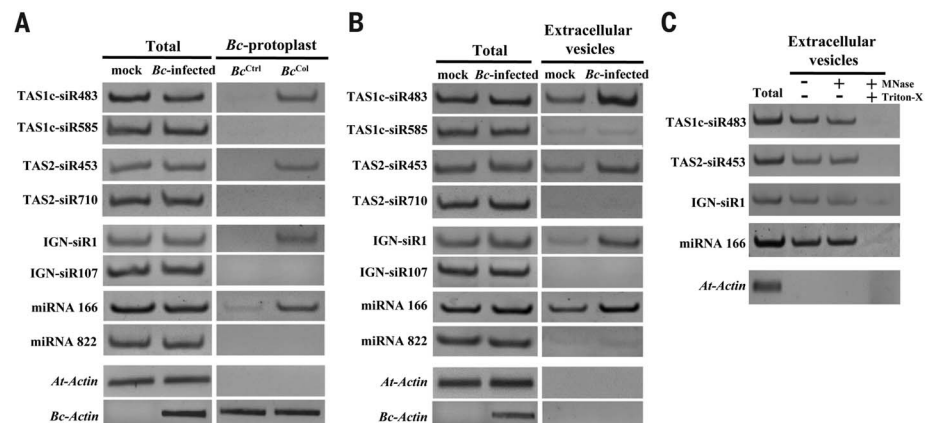 A
Total Bc-protoplast
mock Bc-infected BcCtrl BcCol
TAS1c-siR483
TAS1c-siR585
TAS2-siR453
TAS2-siR710
IGN-siR1
IGN-siR107
miRNA 166
miRNA 822
At-Actin
Bc-Actin
B
Extracellular
Total vesicles
mock Bc-infected mock Bc-infected
TAS1c-siR483
TAS1c-siR585
TAS2-siR453
TAS2-siR710
IGN-siR1
IGN-siR107
miRNA 166
miRNA 822
At-Actin
Bc-Actin
C
Extracellular
vesicles
Total - + + MNase
+ Triton-X
TAS1c-siR483
TAS2-siR453
IGN-siR1
miRNA 166
At-Actin